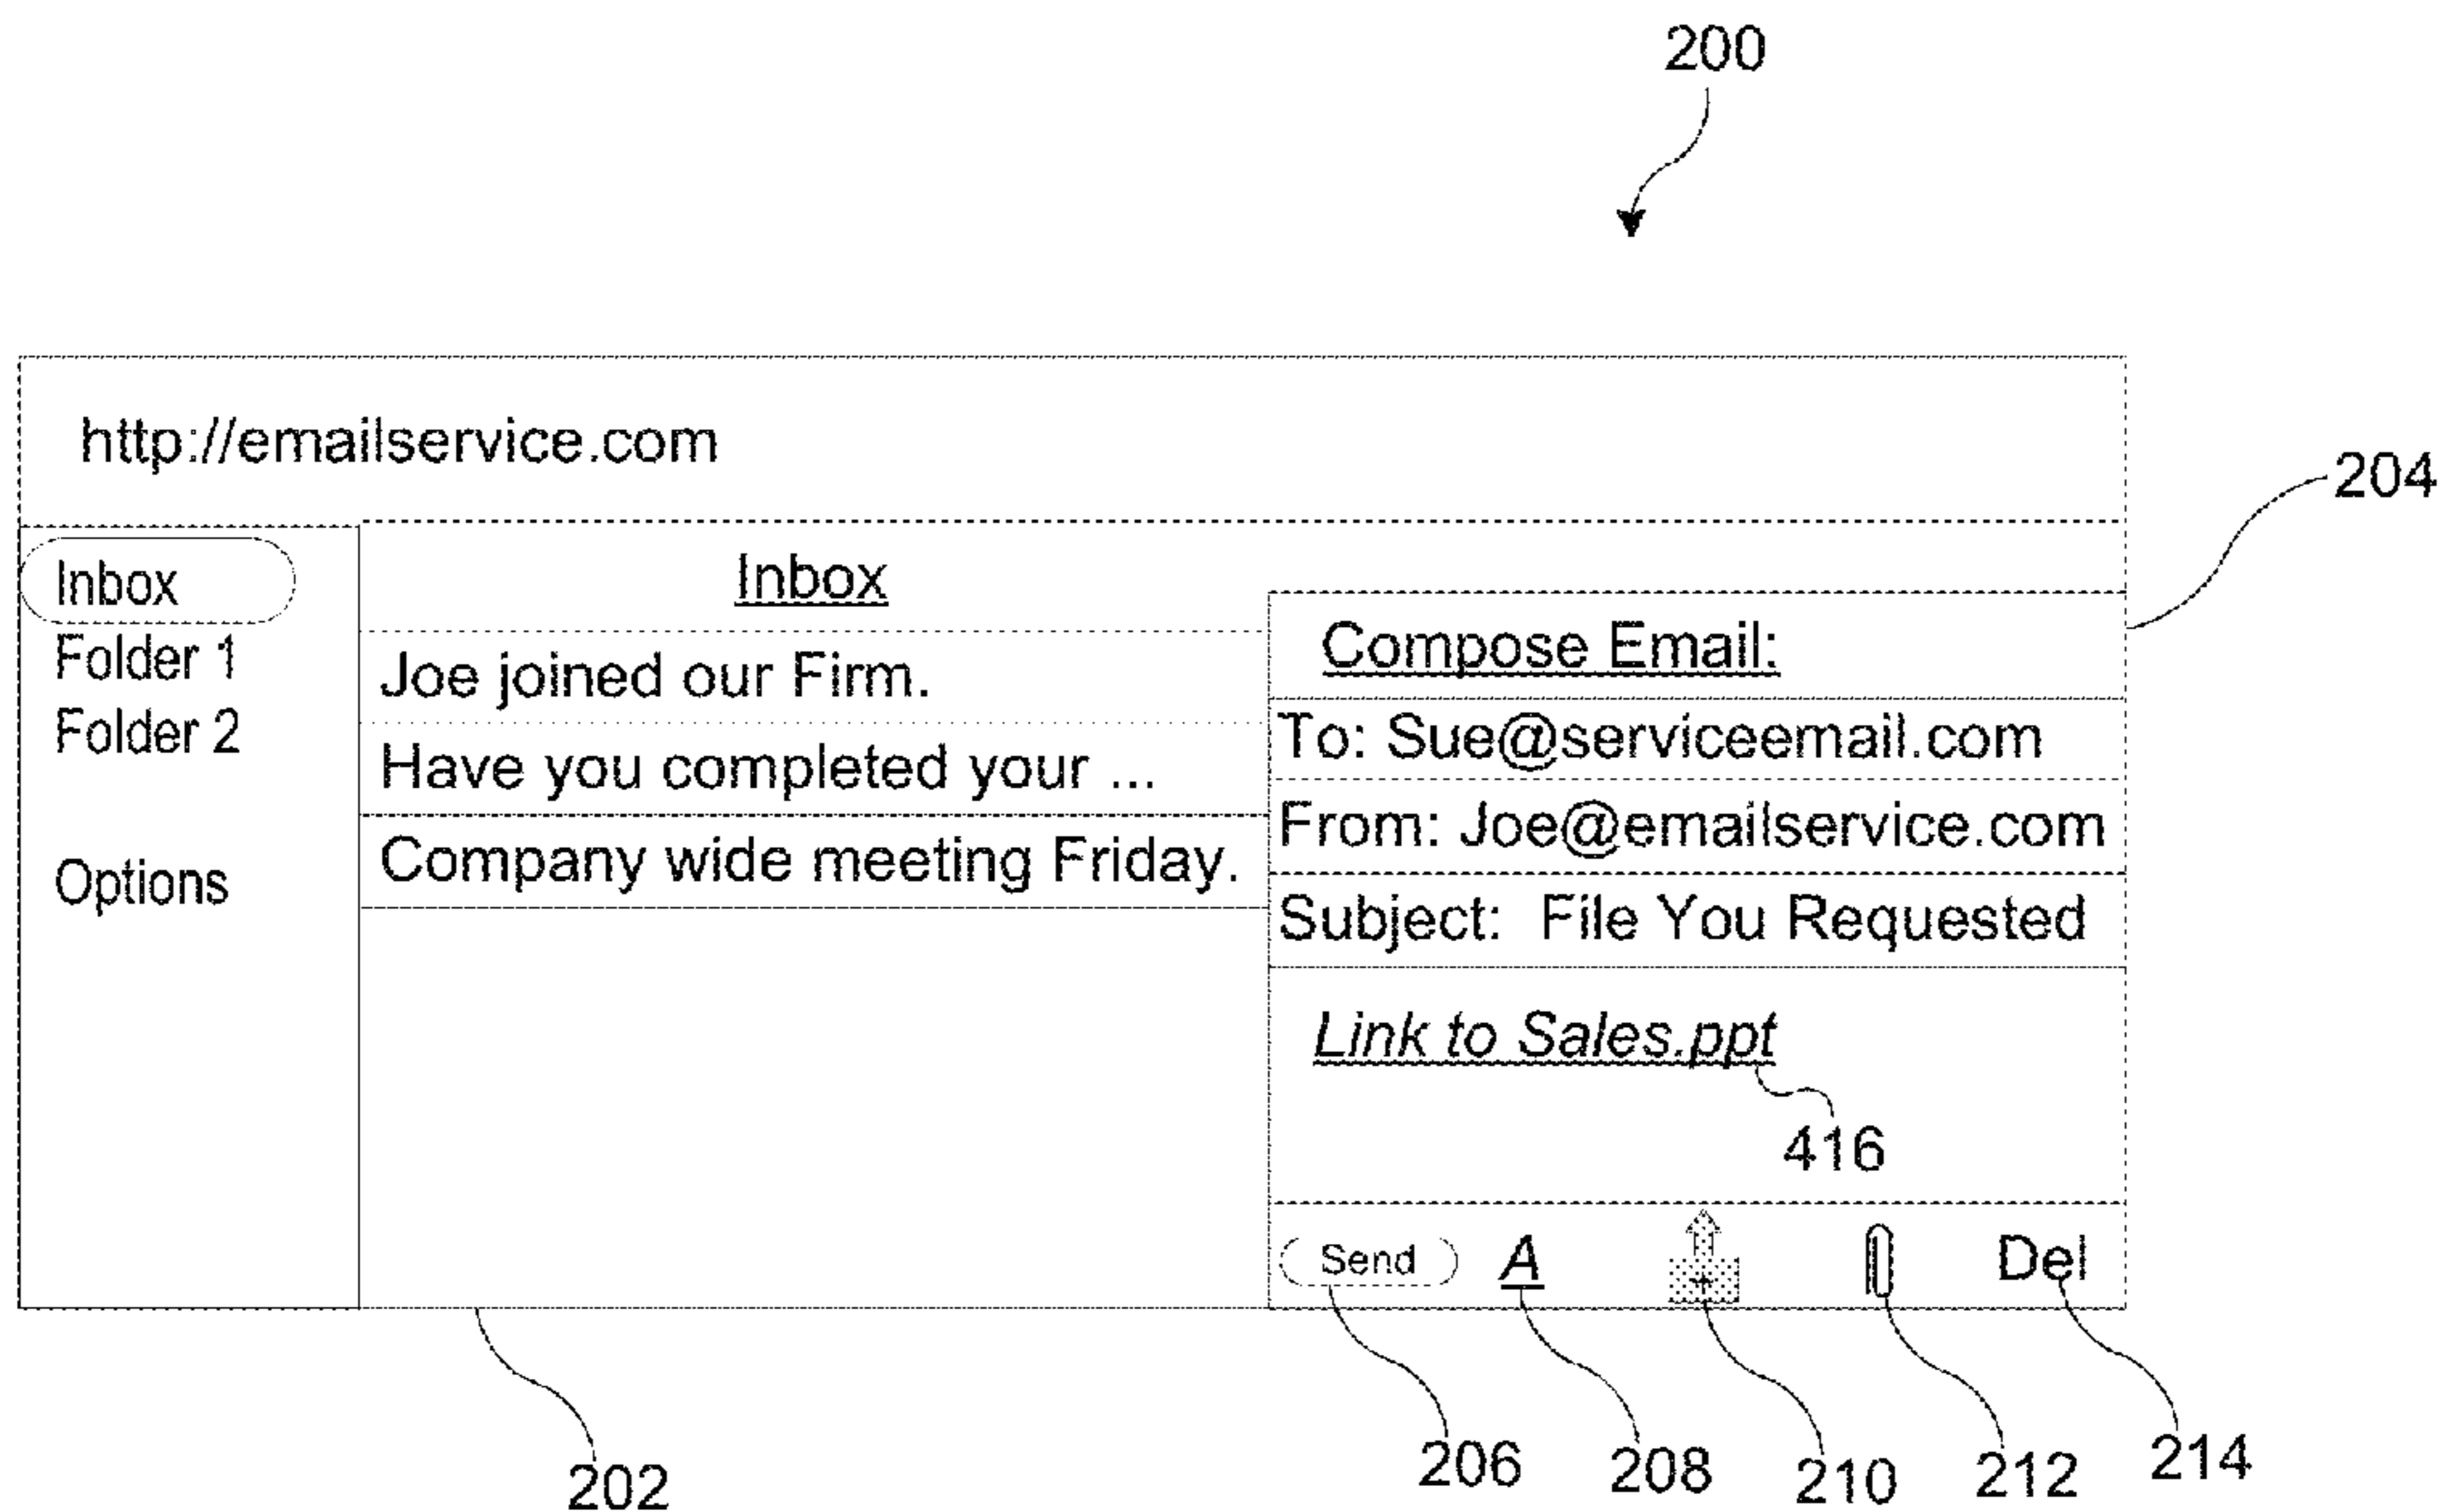 200
http://emailservice.com
204
Inbox
Folder 1
Folder 2
Options
Inbox
Joe joined our Firm.
Have you completed your ...
Company wide meeting Friday.
Compose Email:
To: Sue@serviceemail.com
From: Joe@emailservice.com
Subject: File You Requested
Link to Sales.ppt
416
Send A Del
202 206 208 210 212 214